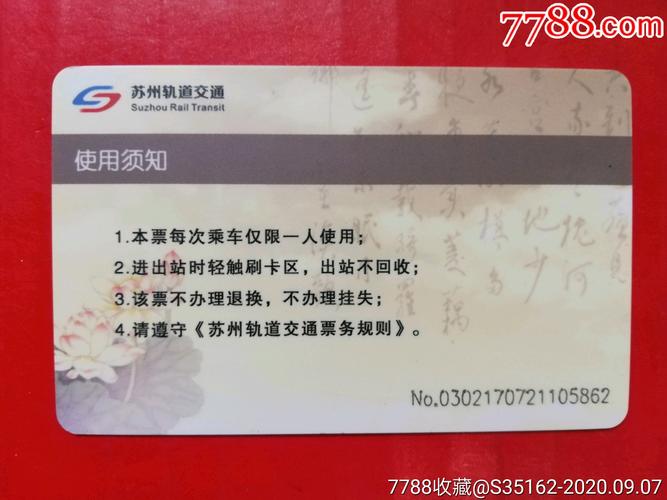 7788.com
苏州轨道交通
Suzhou Rail Transit
使用须知
1.本票每次乘车仅限一人使用；
2.进出站时轻触刷卡区，出站不回收；
3.该票不办理退换，不办理挂失；
4.请遵守《苏州轨道交通票务规则》。
No.0302170721105862
7788收藏@S35162-2020.09.07